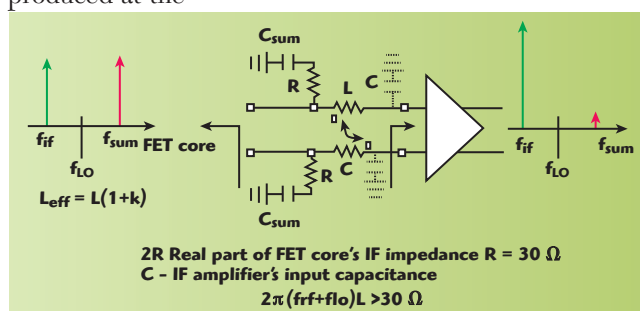 produced at the
Csum
R
L
C
fif
fLO
fsum
FET core
Leff = L(1+k)
R
C
Csum
fif
fLO
fsum
2R Real part of FET core's IF impedance R = 30 Ω
C – IF amplifier's input capacitance
2π(frf+flo)L >30 Ω